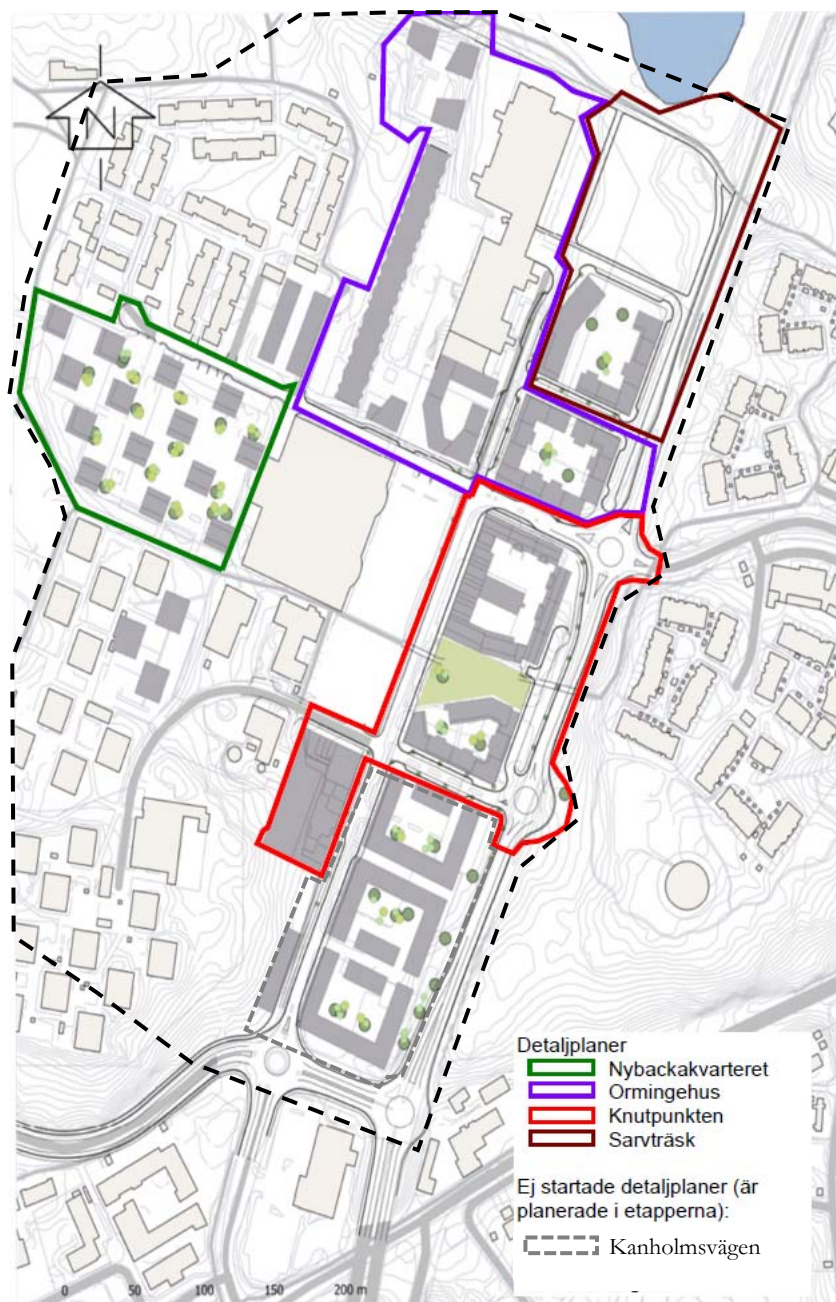 N
Detaljplaner
Nybackakvarteret
Ormingehus
Knutpunkten
Sarvträsk
Ej startade detaljplaner (är
planerade i etapperna):
Kanholmsvägen
0 50 100 150 200 m